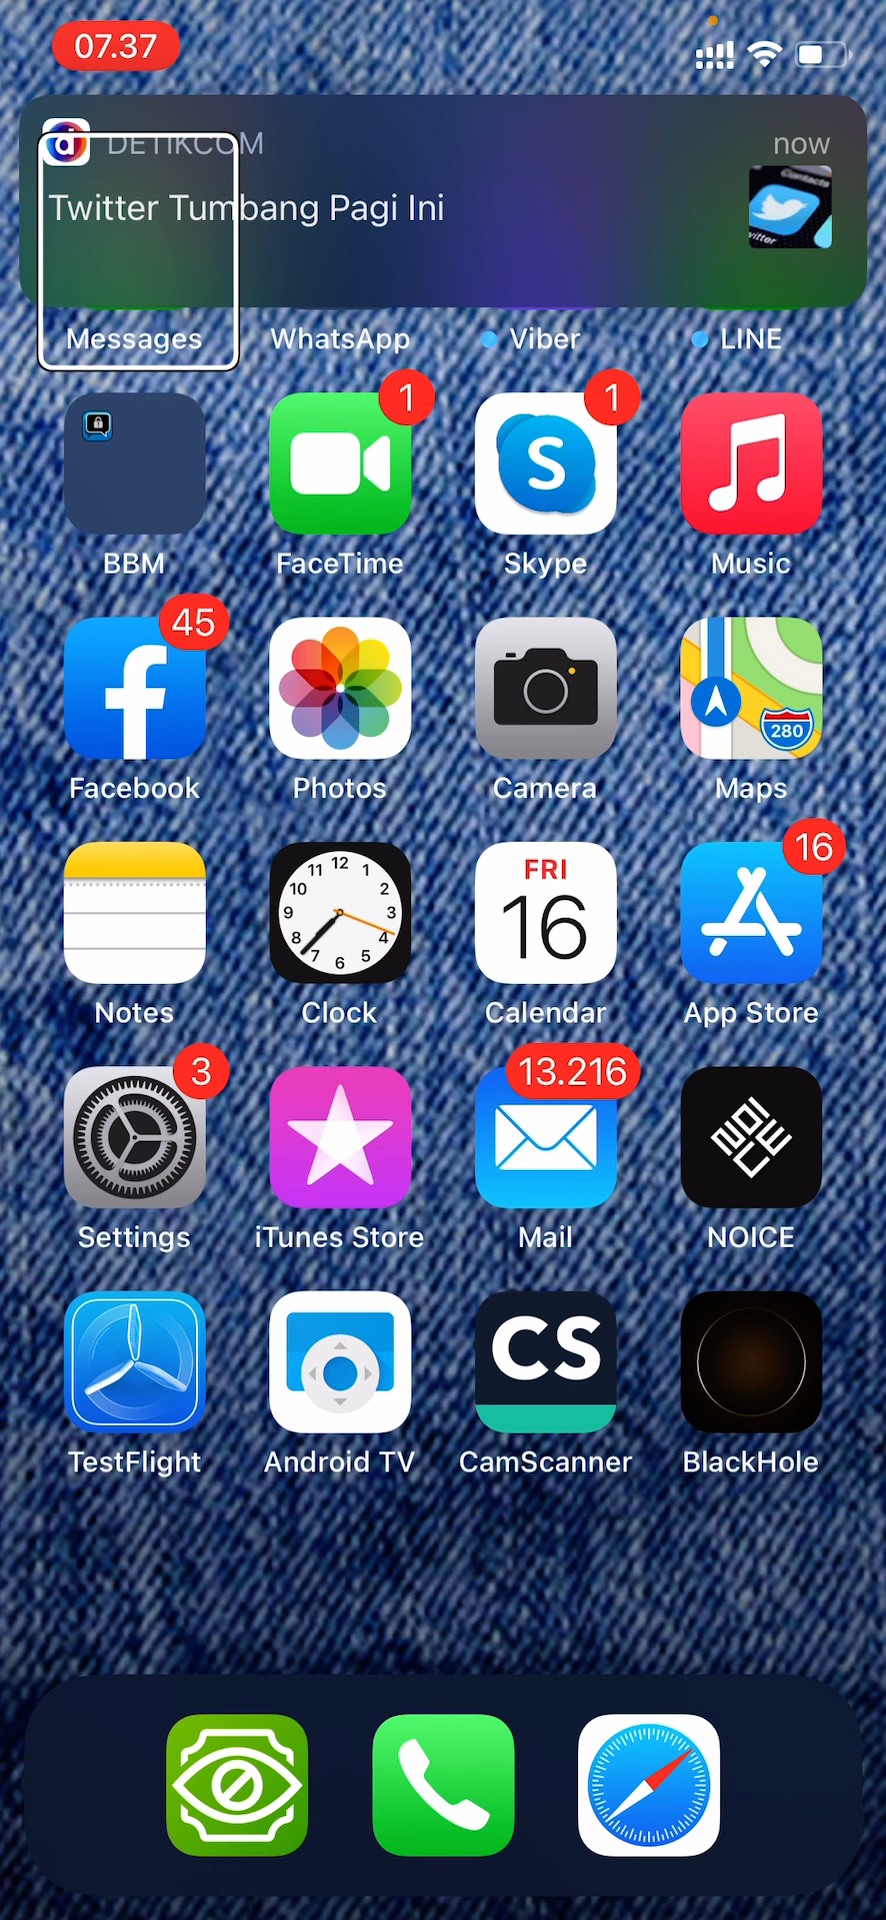 07.37
DETIKCOM now
Twitter Tumbang Pagi Ini
Messages WhatsApp Viber LINE
1 1
BBM FaceTime Skype Music
45
280
Facebook Photos Camera Maps
16
12 1 2 3 4 5 6 7 8 9 10 11
FRI
16
Notes Clock Calendar App Store
3 13.216
NOICE
Settings iTunes Store Mail NOICE
CS
TestFlight Android TV CamScanner BlackHole